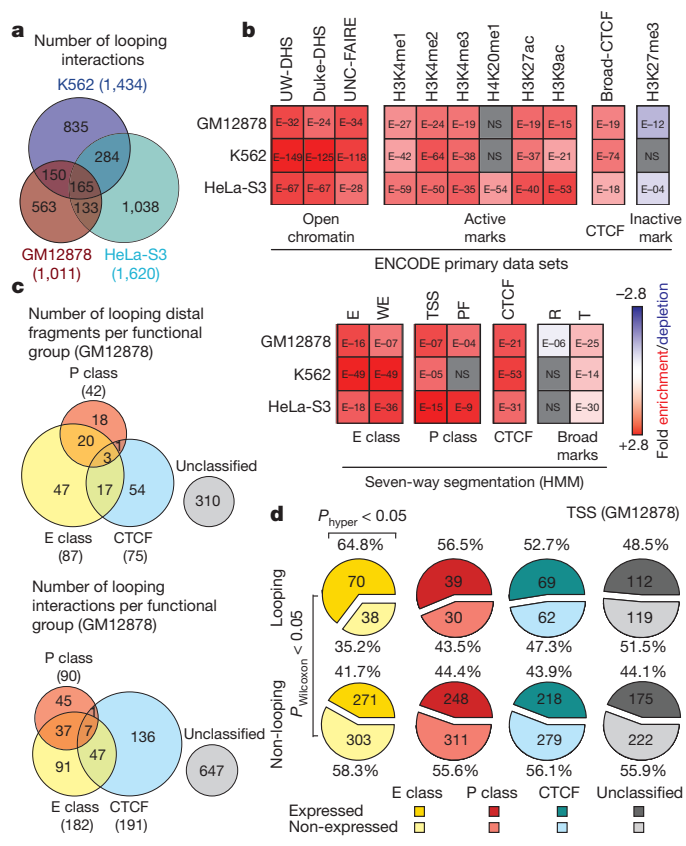 a
Number of looping
interactions
K562 (1,434)
835
284
150
165
563
133
1,038
GM12878
(1,011)
HeLa-S3
(1,620)
b
UW-DHS
Duke-DHS
UNC-FAIRE
H3K4me1
H3K4me2
H3K4me3
H4K20me1
H3K27ac
H3K9ac
Broad-CTCF
H3K27me3
GM12878 E–32 E–24 E–34 E–27 E–24 E–19 NS E–19 E–15 E–19 E–12
K562 E–149 E–125 E–118 E–42 E–64 E–38 NS E–37 E–21 E–74 NS
HeLa-S3 E–67 E–67 E–28 E–59 E–50 E–35 E–54 E–40 E–53 E–18 E–04
Open
chromatin
Active
marks
CTCF
Inactive
mark
ENCODE primary data sets
E
WE
TSS
PF
CTCF
R
T
GM12878 E–16 E–07 E–07 E–04 E–21 E–06 E–25
K562 E–49 E–49 E–05 NS E–53 NS E–14
HeLa-S3 E–18 E–36 E–15 E–9 E–31 NS E–30
E class
P class
CTCF
Broad
marks
Seven-way segmentation (HMM)
–2.8
+2.8
Fold enrichment/depletion
c
Number of looping distal
fragments per functional
group (GM12878)
P class
(42)
18
20
1
3
47
17
54
Unclassified
310
E class
(87)
CTCF
(75)
Number of looping
interactions per functional
group (GM12878)
P class
(90)
45
1
37
7
136
91
47
Unclassified
647
E class
(182)
CTCF
(191)
d
Phyper < 0.05
TSS (GM12878)
64.8% 56.5% 52.7% 48.5%
Looping
70 39 69 112
38 30 62 119
35.2% 43.5% 47.3% 51.5%
PWilcoxon < 0.05
41.7% 44.4% 43.9% 44.1%
Non-looping
271 248 218 175
303 311 279 222
58.3% 55.6% 56.1% 55.9%
E class P class CTCF Unclassified
Expressed
Non-expressed